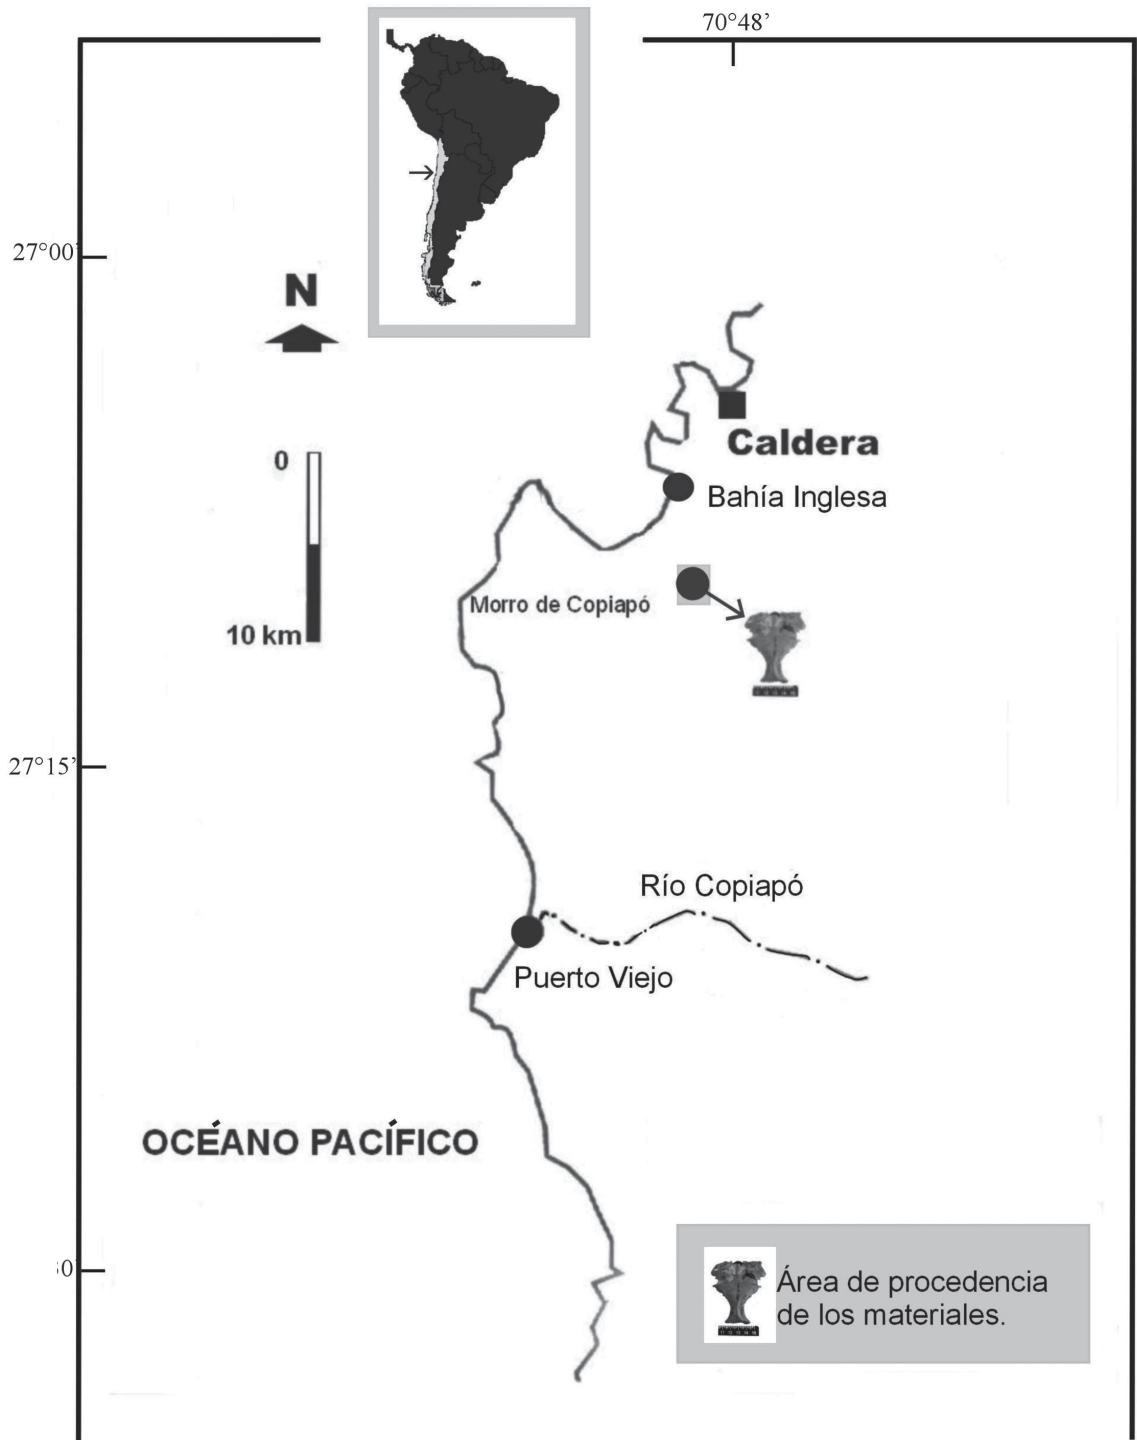 70°48’
27°00’
N
Caldera
0
Bahía Inglesa
Morro de Copiapó
10 km
27°15’
Río Copiapó
Puerto Viejo
OCÉANO PACÍFICO
Área de procedencia
de los materiales.